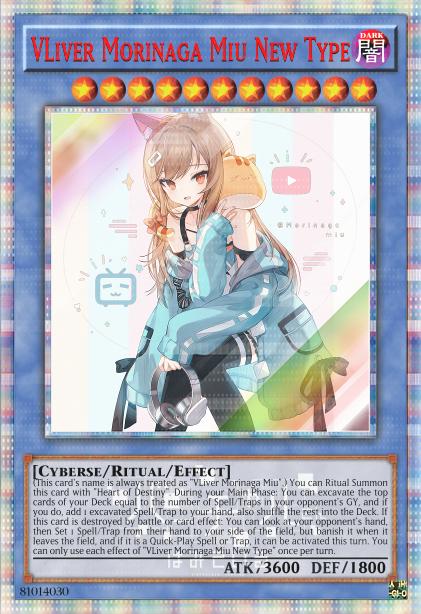 VLiver Morinaga Miu New Type
DARK
闇
@Morinaga
miu
[Cyberse/Ritual/Effect]
(This card's name is always treated as "VLiver Morinaga Miu".) You can Ritual Summon
this card with "Heart of Destiny". During your Main Phase: You can excavate the top
cards of your Deck equal to the number of Spell/Traps in your opponent's GY, and if
you do, add 1 excavated Spell/Trap to your hand, also shuffle the rest into the Deck. If
this card is destroyed by battle or card effect: You can look at your opponent's hand,
then Set 1 Spell/Trap from their hand to your side of the field, but banish it when it
leaves the field, and if it is a Quick-Play Spell or Trap, it can be activated this turn. You
can only use each effect of "VLiver Morinaga Miu New Type" once per turn.
ATK/3600 DEF/1800
81014030